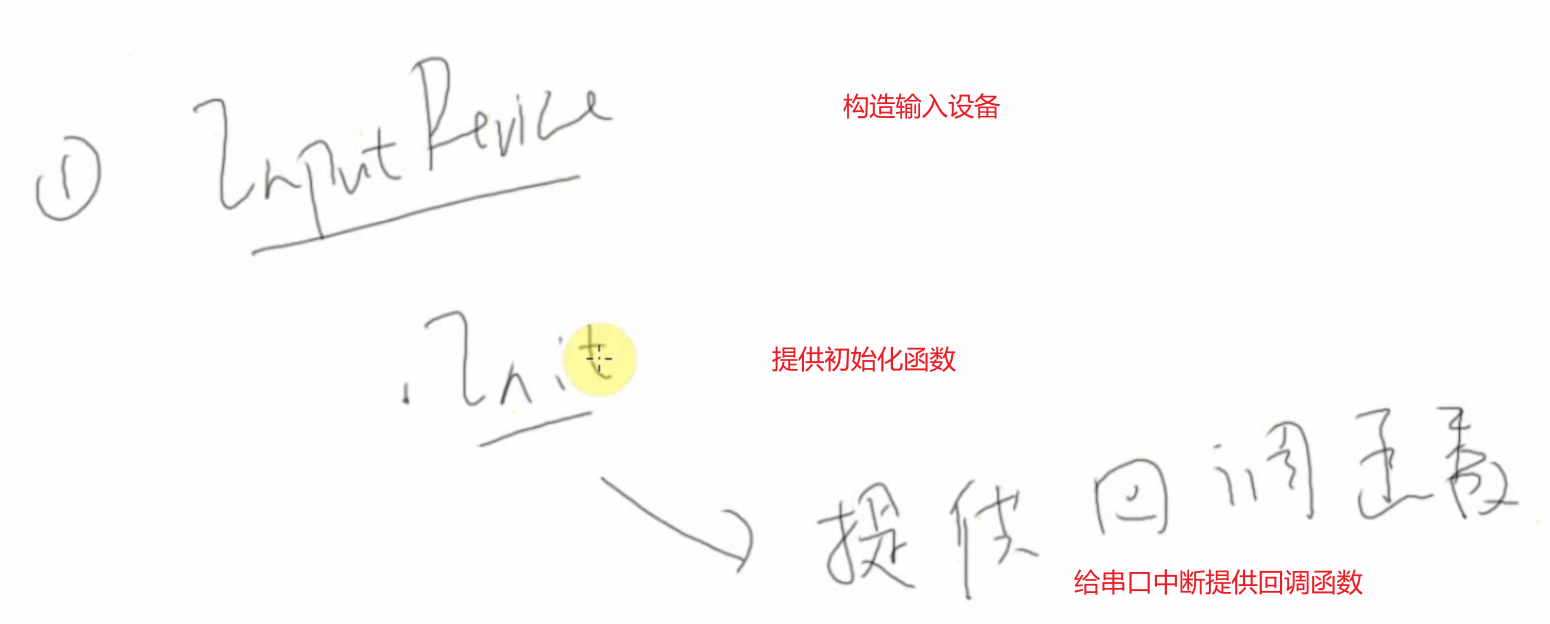 ① InputDevice
构造输入设备
.Init
提供初始化函数
提供回调函数
给串口中断提供回调函数